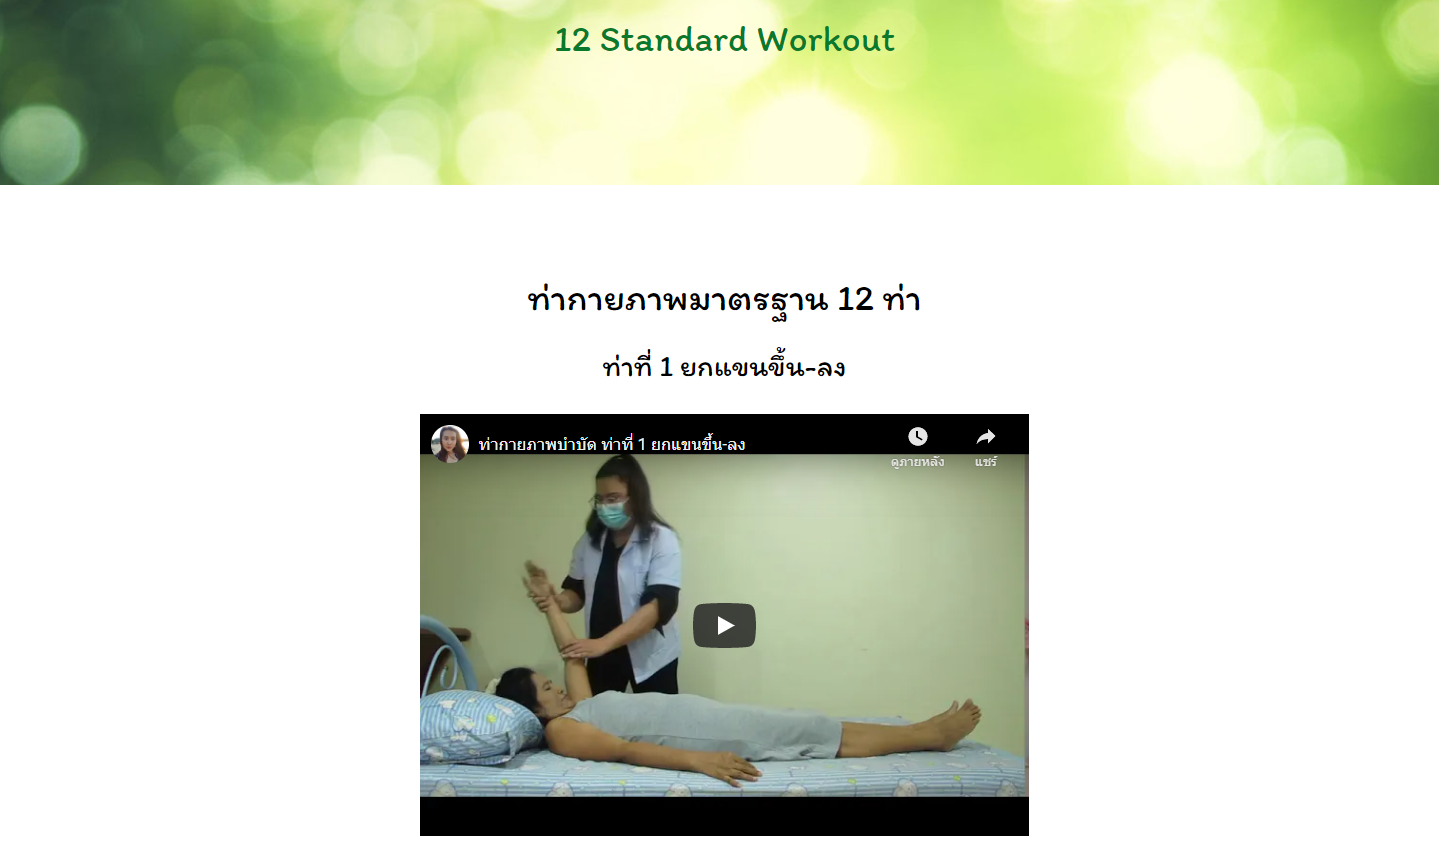 12 Standard Workout
ท่ากายภาพมาตรฐาน 12 ท่า
ท่าที่ 1 ยกแขนขึ้น-ลง
ท่ากายภาพบำบัด ท่าที่ 1 ยกแขนขึ้น-ลง
ดูภายหลัง
แชร์